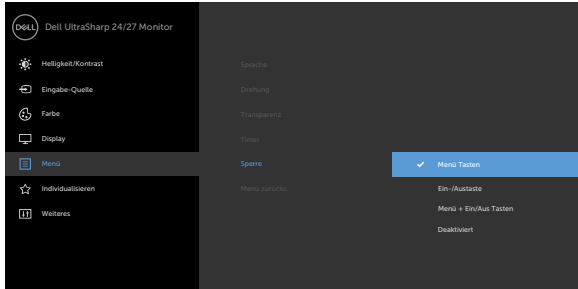 DELL Dell UltraSharp 24/27 Monitor
Helligkeit/Kontrast
Sprache
Eingabe-Quelle
Drehung
Farbe
Transparenz
Display
Timer
Menü
Sperre
Menü Tasten
Individualisieren
Menü zurücks.
Ein-/Austaste
Weiteres
Menü + Ein/Aus Tasten
Deaktiviert